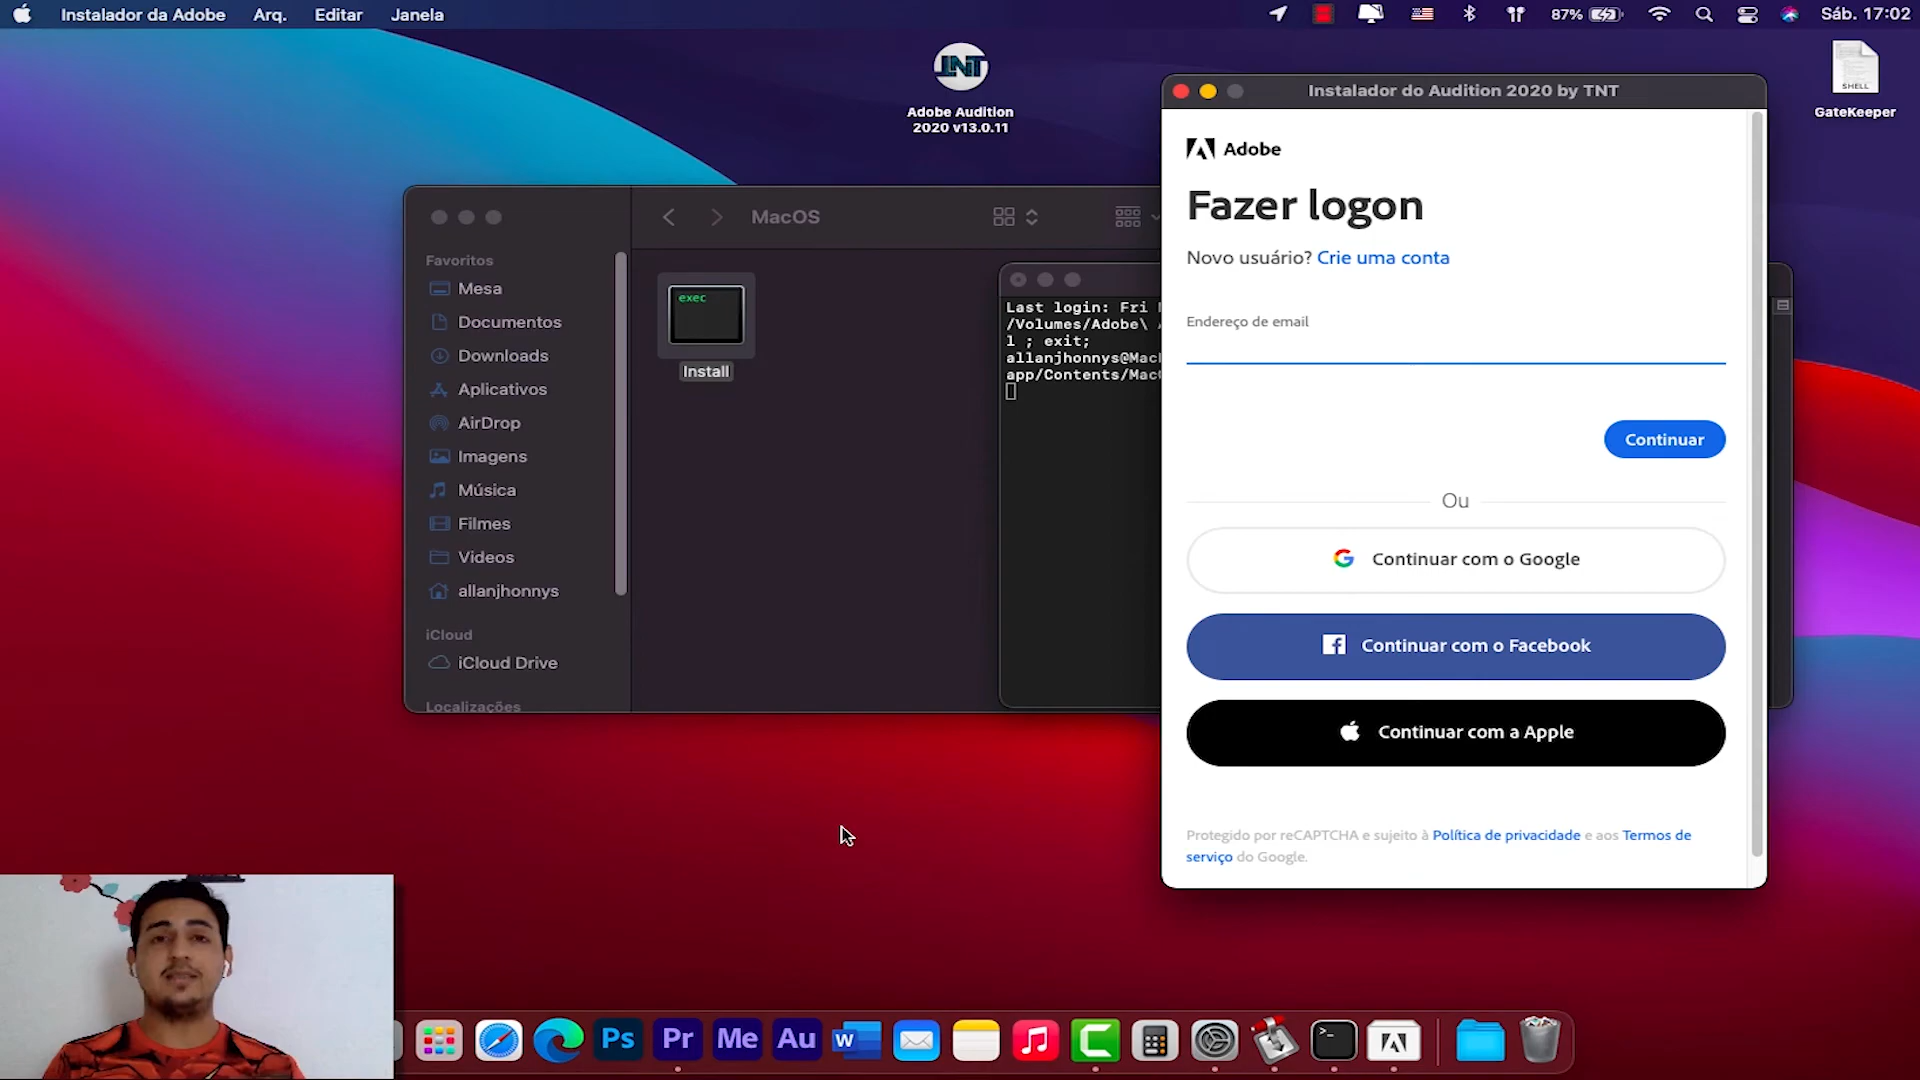 Instalador da Adobe Arq. Editar Janela
87% Sáb. 17:02
TNT
Adobe Audition
2020 v13.0.11
SHELL
GateKeeper
MacOS
Favoritos
Mesa
Documentos
Downloads
Aplicativos
AirDrop
Imagens
Música
Filmes
Videos
allanjhonnys
iCloud
iCloud Drive
Localizações
exec
Install
Last login: Fri
/Volumes/Adobe\
l ; exit;
allanjhonnys@Mac
app/Contents/Mac
Instalador do Audition 2020 by TNT
Adobe
Fazer logon
Novo usuário? Crie uma conta
Endereço de email
Continuar
Ou
Continuar com o Google
Continuar com o Facebook
Continuar com a Apple
Protegido por reCAPTCHA e sujeito à Política de privacidade e aos Termos de
serviço do Google.
Ps Pr Me Au W